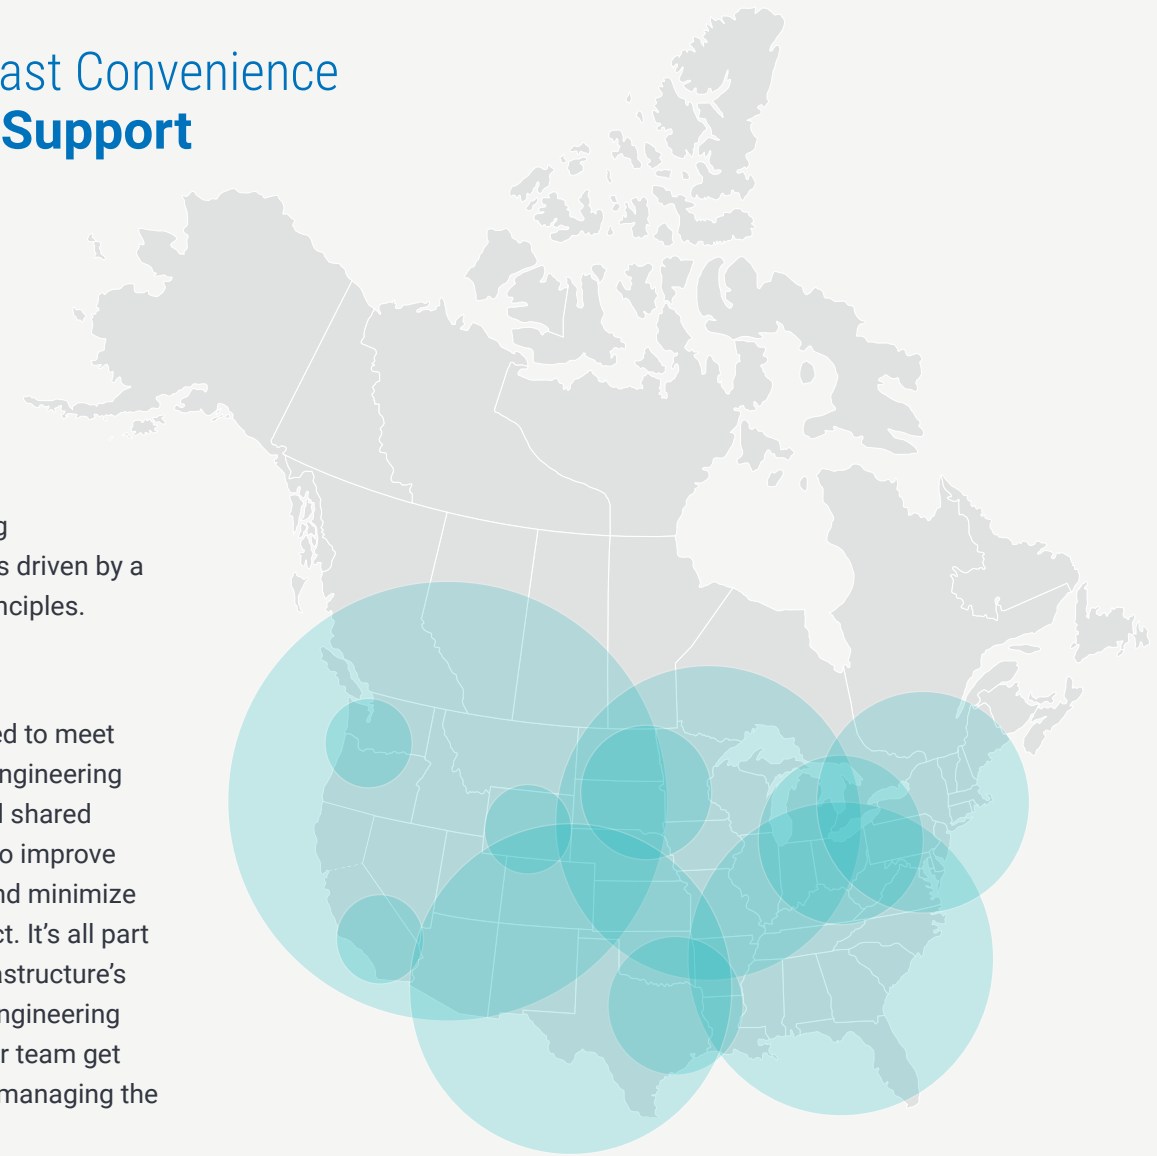 ast Convenience
Support
g
s driven by a
nciples.
ed to meet
ngineering
l shared
o improve
nd minimize
ct. It’s all part
astructure’s
ngineering
r team get
managing the